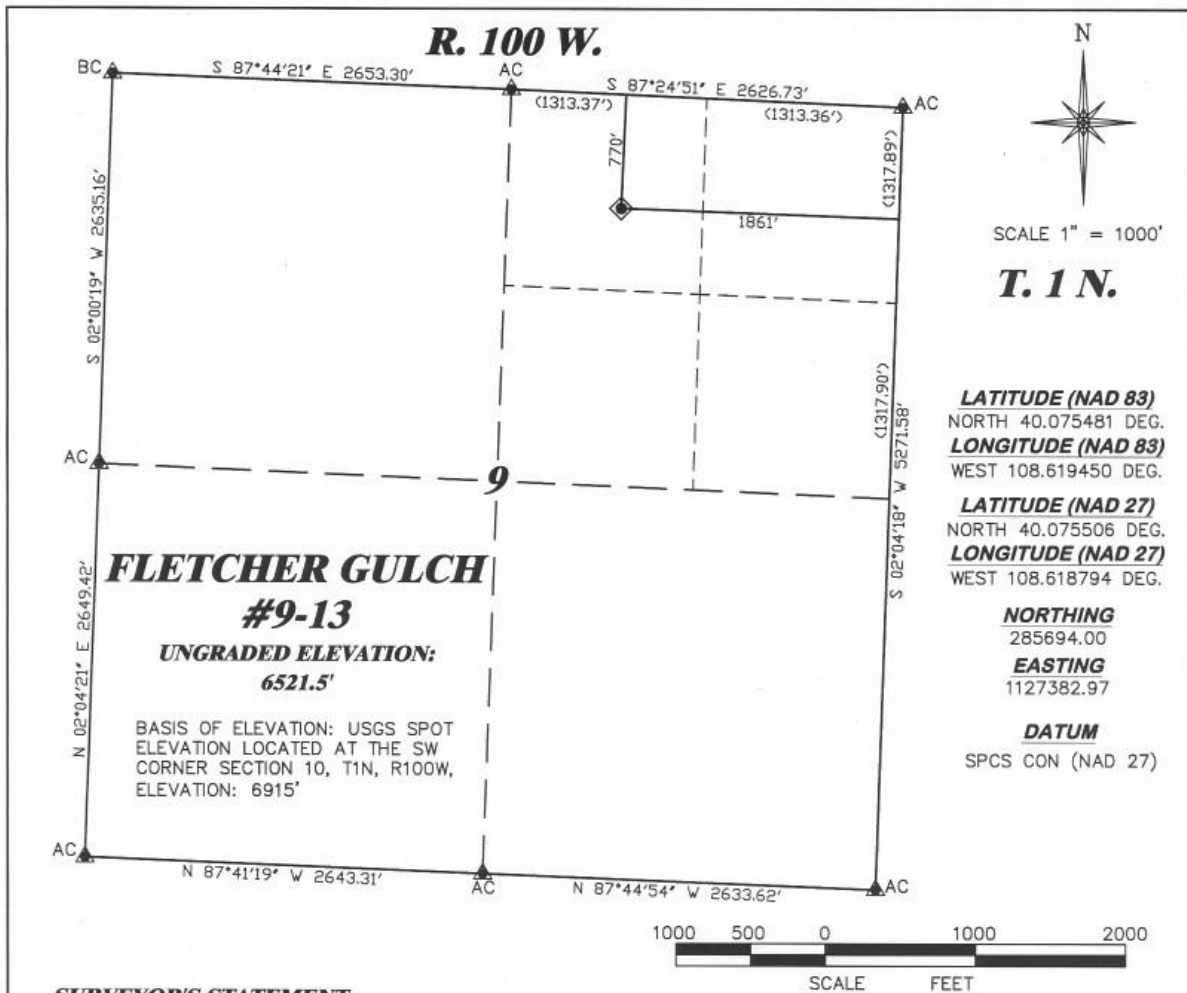 R. 100 W.
N
BC
S 87°44'21" E 2653.30'
AC
S 87°24'51" E 2626.73'
AC
(1313.37')
(1313.36')
770'
(1317.89')
1861'
SCALE 1" = 1000'
T. 1 N.
S 02°00'19" W 2635.16'
(1317.90')
S 02°04'18" W 5271.58'
LATITUDE (NAD 83)
NORTH 40.075481 DEG.
LONGITUDE (NAD 83)
WEST 108.619450 DEG.
LATITUDE (NAD 27)
NORTH 40.075506 DEG.
LONGITUDE (NAD 27)
WEST 108.618794 DEG.
NORTHING
285694.00
EASTING
1127382.97
DATUM
SPCS CON (NAD 27)
AC
9
FLETCHER GULCH
#9-13
UNGRADED ELEVATION:
6521.5'
BASIS OF ELEVATION: USGS SPOT
ELEVATION LOCATED AT THE SW
CORNER SECTION 10, T1N, R100W,
ELEVATION: 6915'
N 02°04'21" E 2649.42'
AC
N 87°41'19" W 2643.31'
AC
N 87°44'54" W 2633.62'
AC
1000 500 0 1000 2000
SCALE FEET
SURVEYOR'S STATEMENT